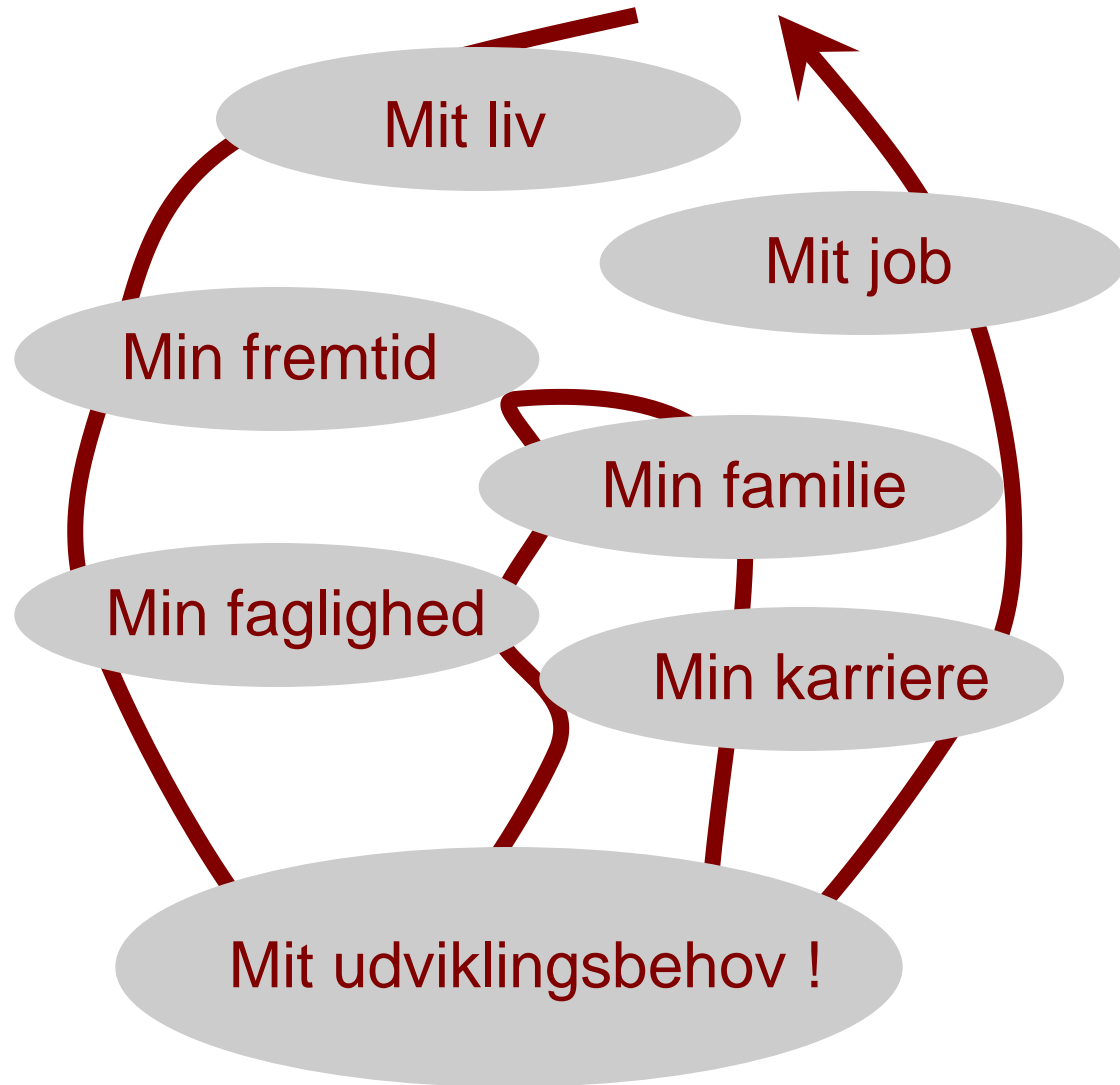 Mit liv
Mit job
Min fremtid
Min familie
Min faglighed
Min karriere
Mit udviklingsbehov !